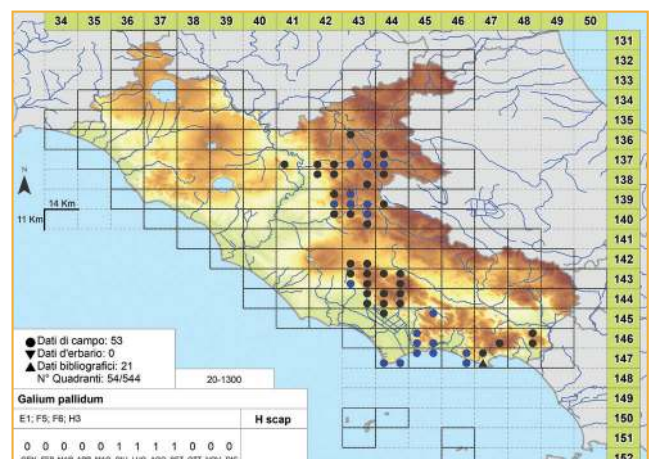 34 35 36 37 38 39 40 41 42 43 44 45 46 47 48 49 50
131
132
133
134
135
136
137
138
139
140
141
142
143
144
145
146
147
148
149
150
151
152
N
14 Km
11 Km
Dati di campo: 53
Dati d'erbario: 0
Dati bibliografici: 21
N° Quadranti: 54/544
20-1300
Galium pallidum
E1; F5; F6; H3
H scap
0 0 0 0 0 1 1 1 1 0 0 0